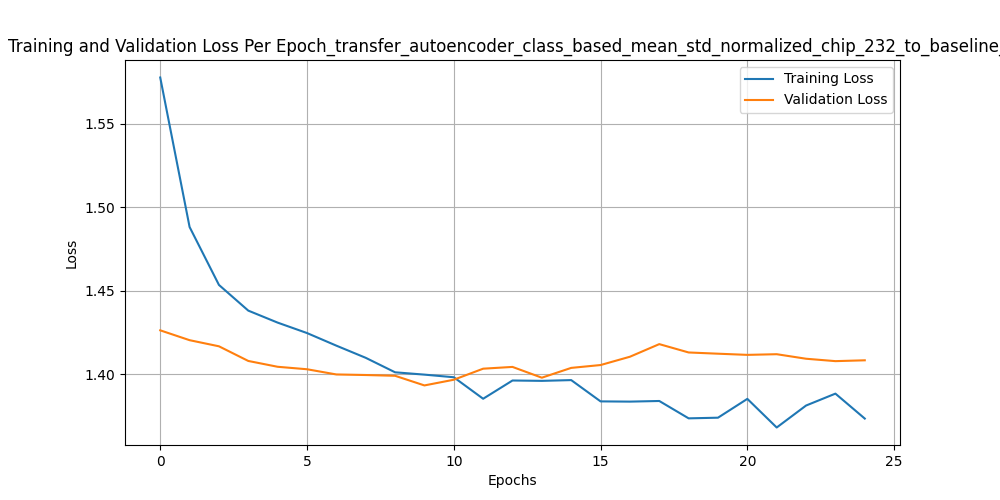 Training and Validation Loss Per Epoch_transfer_autoencoder_class_based_mean_std_normalized_chip_232_to_baseline_
Training Loss
Validation Loss
1.55
1.50
1.45
1.40
Loss
0
5
10
15
20
25
Epochs